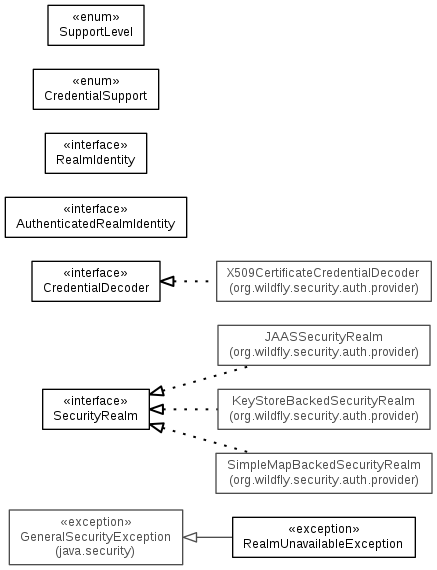 «enum»
SupportLevel
«enum»
CredentialSupport
«interface»
RealmIdentity
«interface»
AuthenticatedRealmIdentity
«interface»
CredentialDecoder
X509CertificateCredentialDecoder
(org.wildfly.security.auth.provider)
JAASSecurityRealm
(org.wildfly.security.auth.provider)
«interface»
SecurityRealm
KeyStoreBackedSecurityRealm
(org.wildfly.security.auth.provider)
SimpleMapBackedSecurityRealm
(org.wildfly.security.auth.provider)
«exception»
GeneralSecurityException
(java.security)
«exception»
RealmUnavailableException